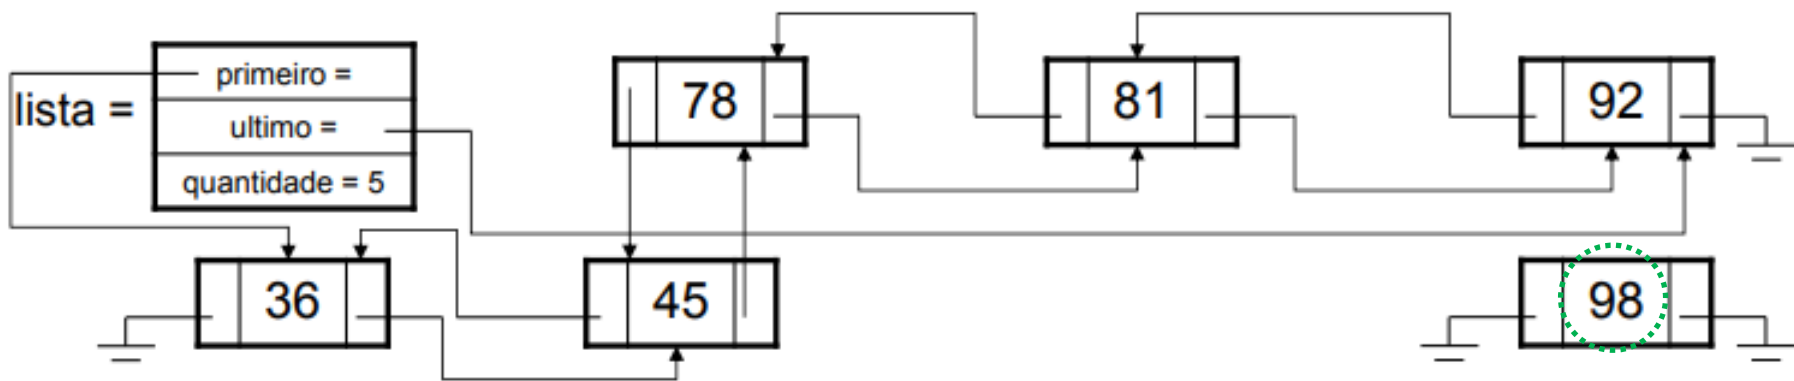 primeiro =
lista =
ultimo =
quantidade = 5
78
81
92
36
45
98